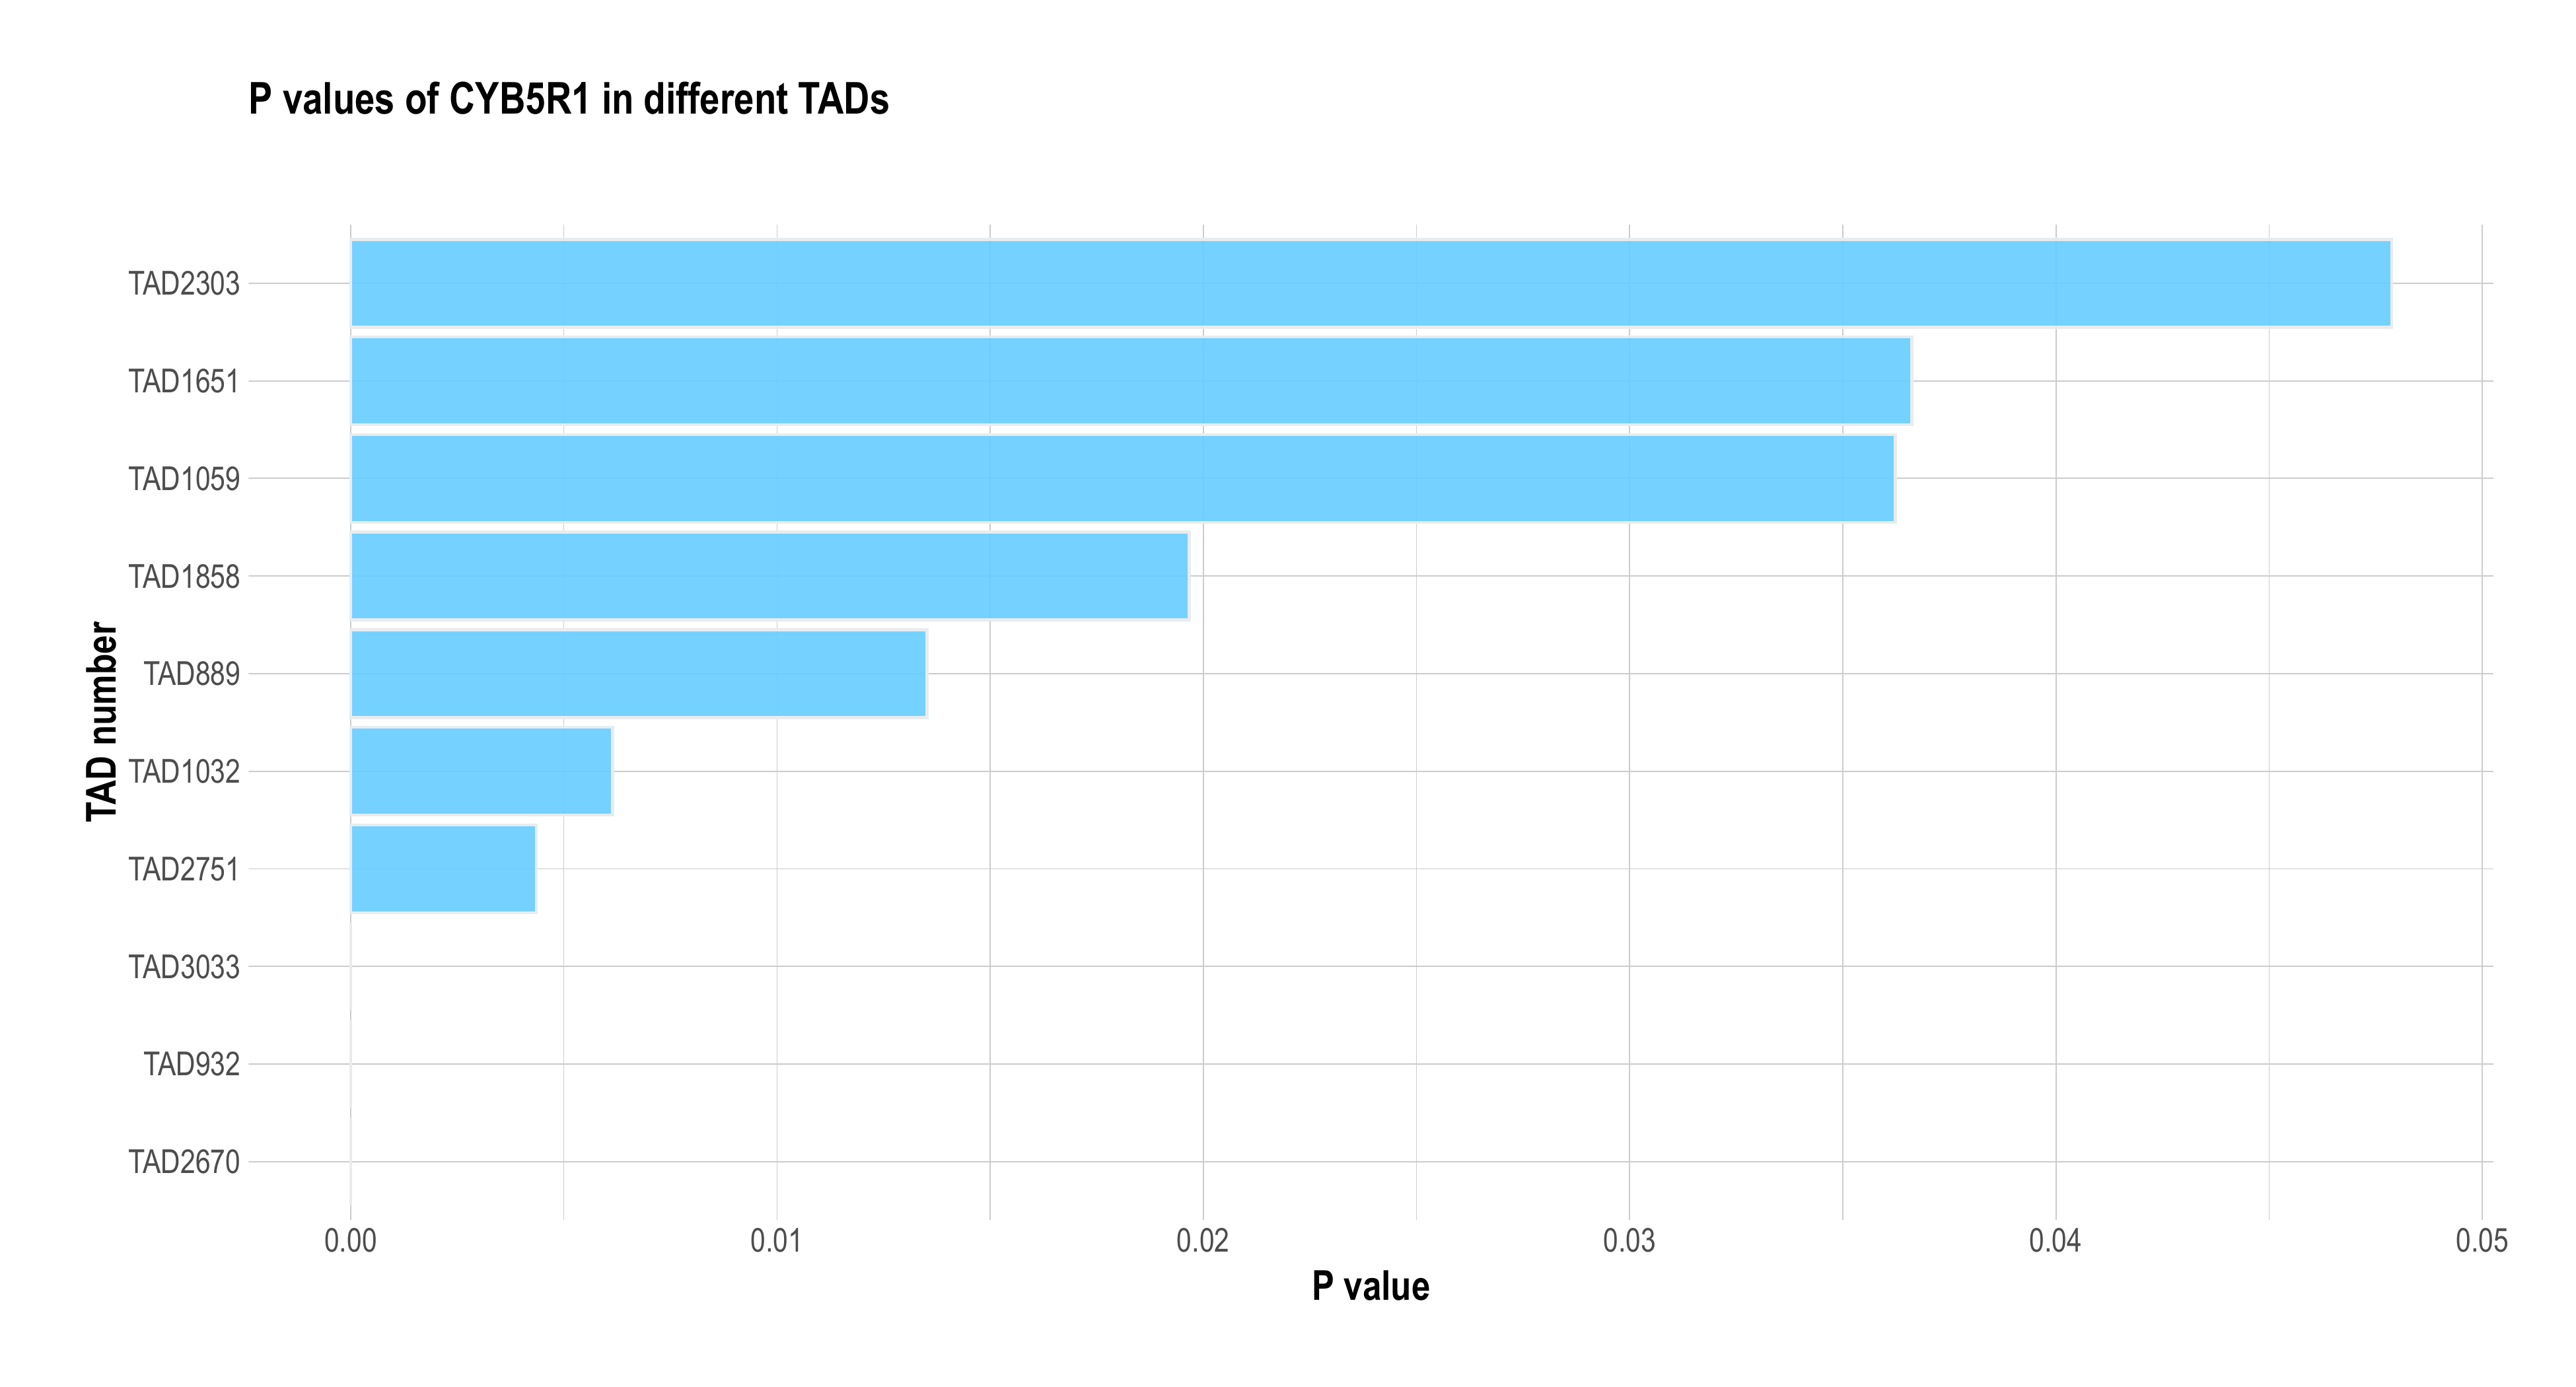 P values of CYB5R1 in different TADs
TAD number
TAD2303
TAD1651
TAD1059
TAD1858
TAD889
TAD1032
TAD2751
TAD3033
TAD932
TAD2670
0.00 0.01 0.02 0.03 0.04 0.05
P value